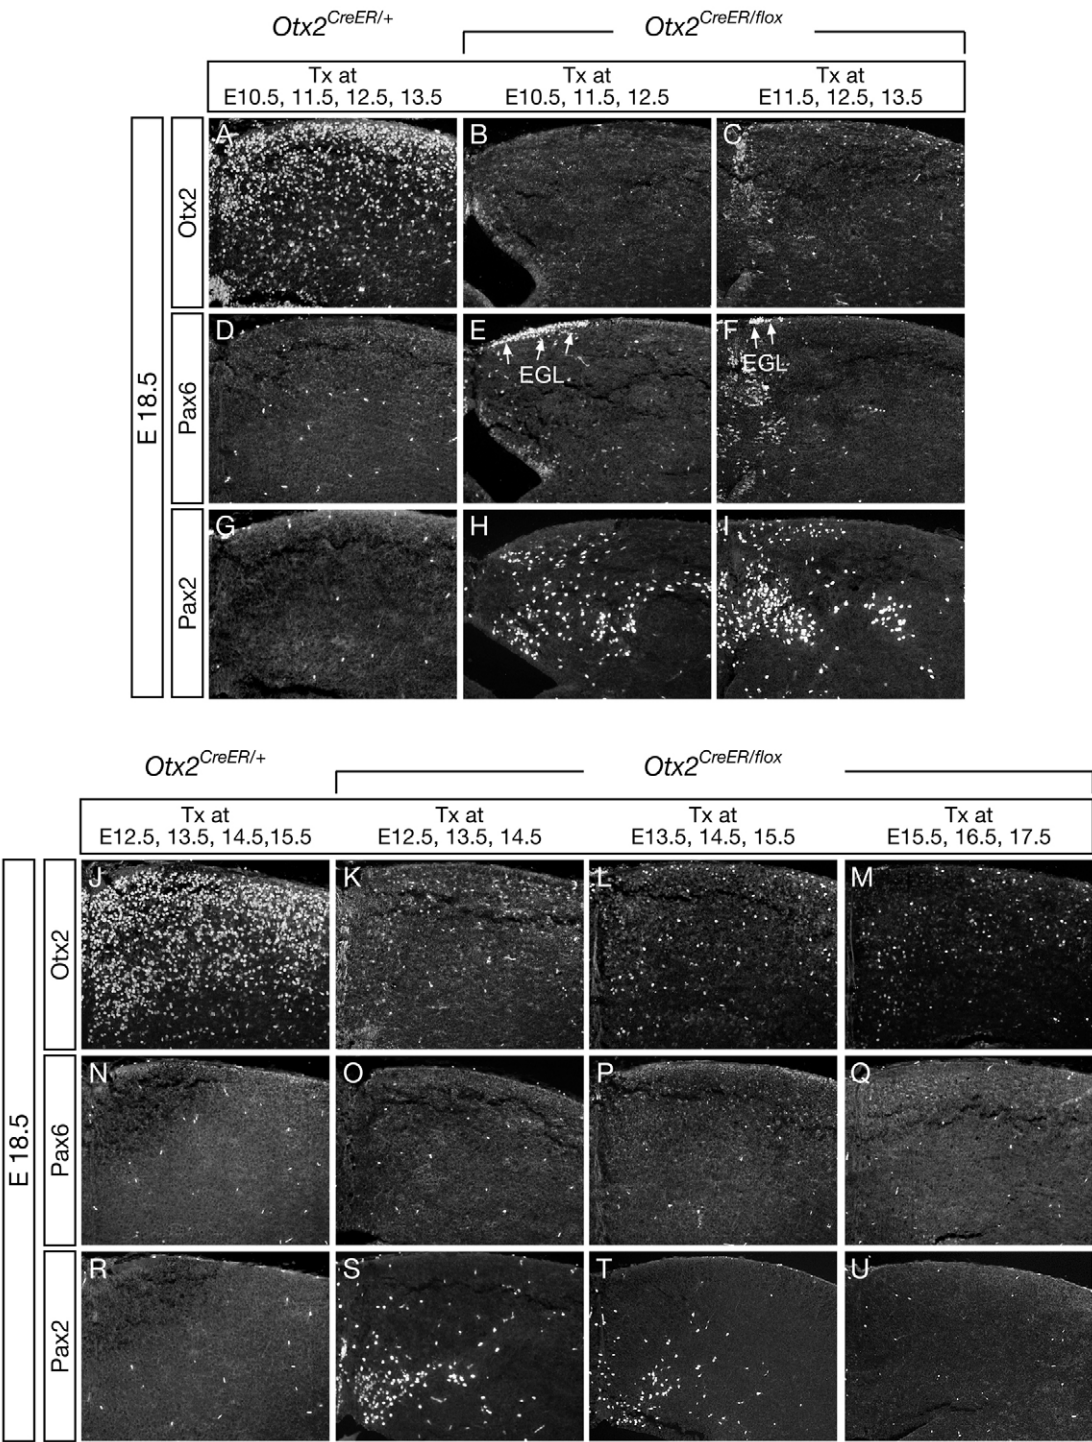 Otx2CreER/+ Otx2CreER/flox
Tx at Tx at Tx at
E10.5, 11.5, 12.5, 13.5 E10.5, 11.5, 12.5 E11.5, 12.5, 13.5
E 18.5
Otx2
A B C
Pax6
D E F
EGL EGL
Pax2
G H I
Otx2CreER/+ Otx2CreER/flox
Tx at Tx at Tx at Tx at
E12.5, 13.5, 14.5,15.5 E12.5, 13.5, 14.5 E13.5, 14.5, 15.5 E15.5, 16.5, 17.5
E 18.5
Otx2
J K L M
Pax6
N O P Q
Pax2
R S T U